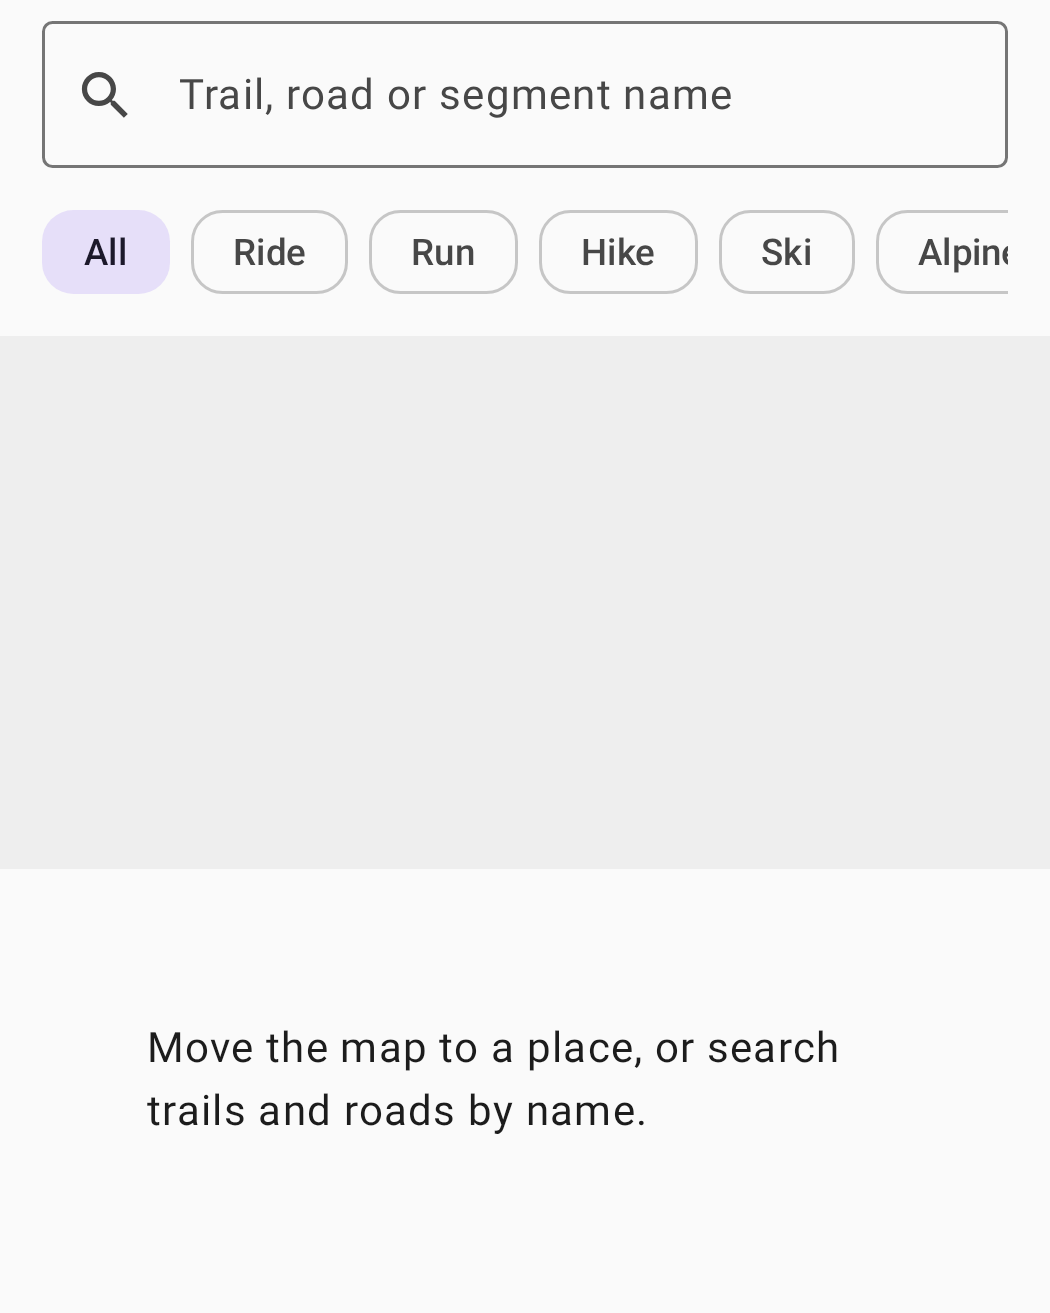 Trail, road or segment name
All Ride Run Hike Ski Alpine
Move the map to a place, or search
trails and roads by name.